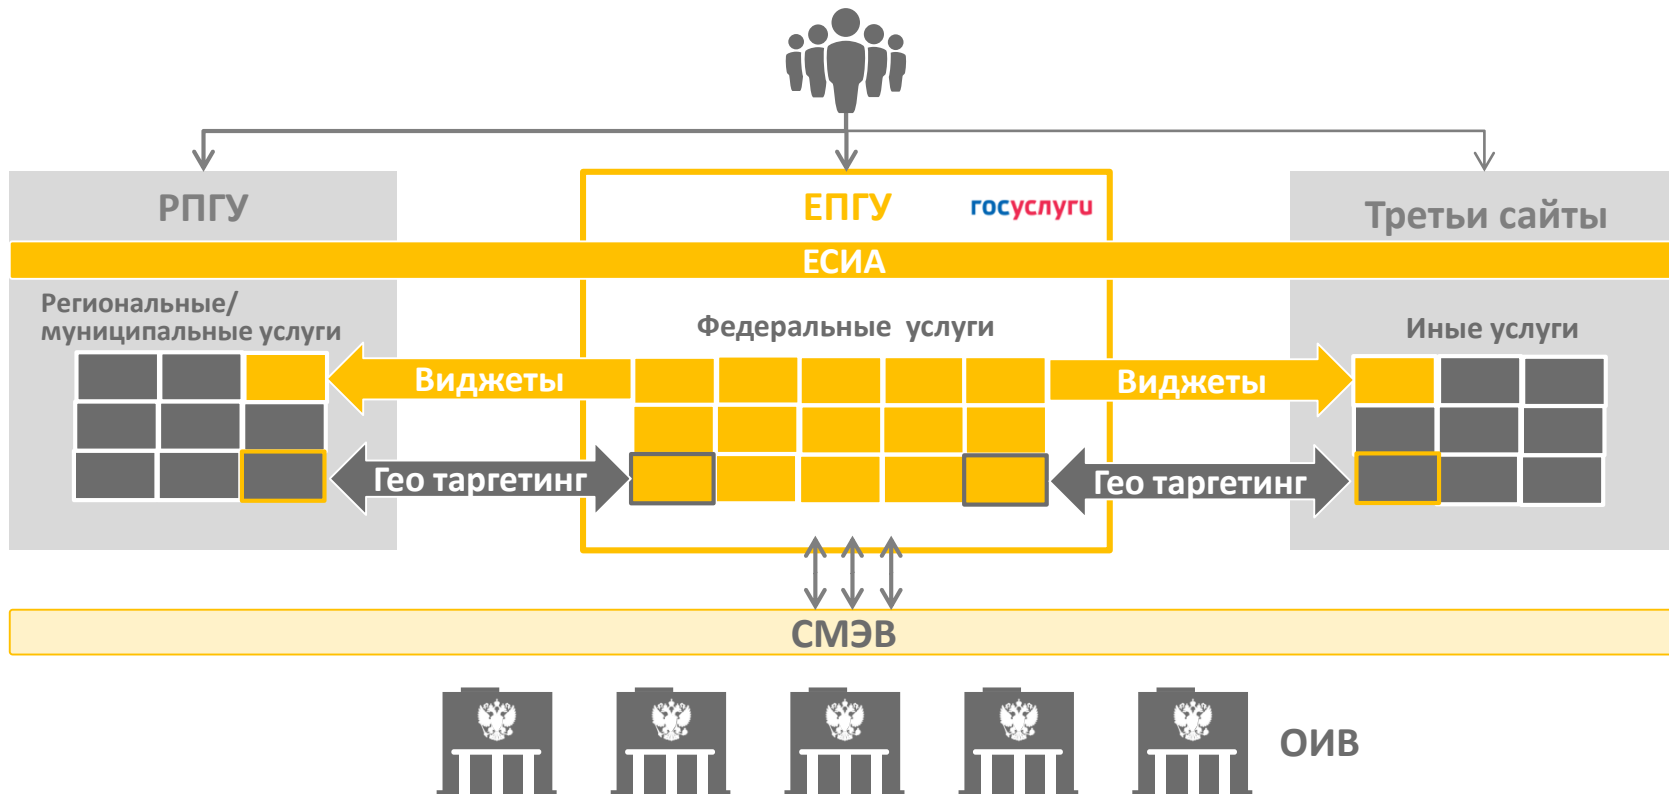 РПГУ
ЕПГУ
госуслуги
Третьи сайты
ЕСИА
Региональные/
муниципальные услуги
Федеральные услуги
Иные услуги
Виджеты
Виджеты
Гео таргетинг
Гео таргетинг
СМЭВ
ОИВ